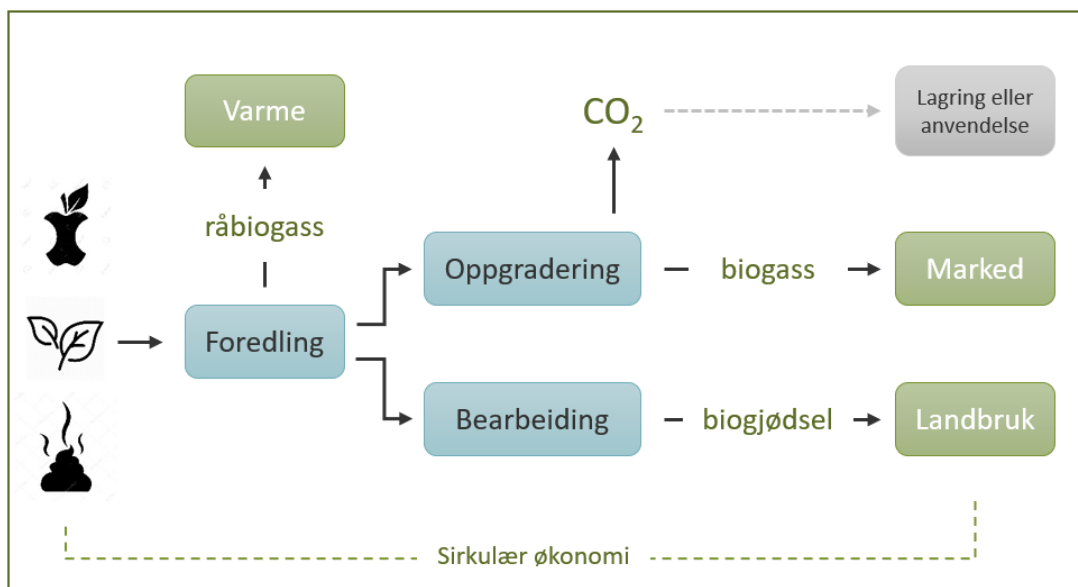 Varme
CO₂
Lagring eller
anvendelse
råbiogass
Oppgradering
biogass
Marked
Foredling
Bearbeiding
biogjødsel
Landbruk
Sirkulær økonomi